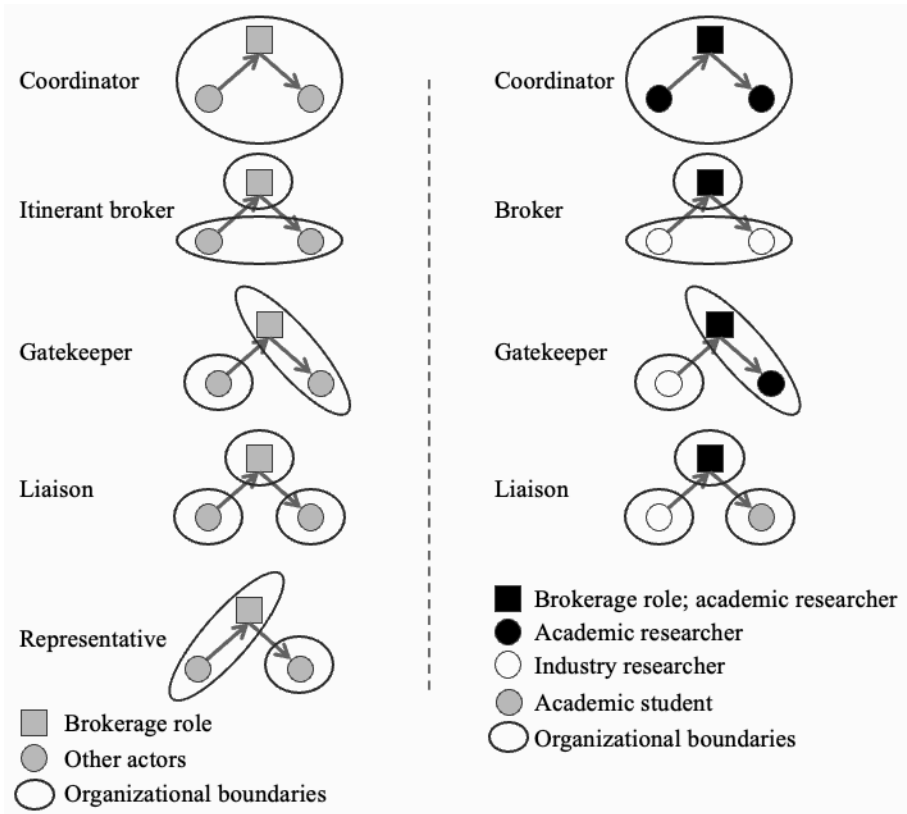 Coordinator
Itinerant broker
Gatekeeper
Liaison
Representative
Brokerage role
Other actors
Organizational boundaries
Coordinator
Broker
Gatekeeper
Liaison
Brokerage role; academic researcher
Academic researcher
Industry researcher
Academic student
Organizational boundaries